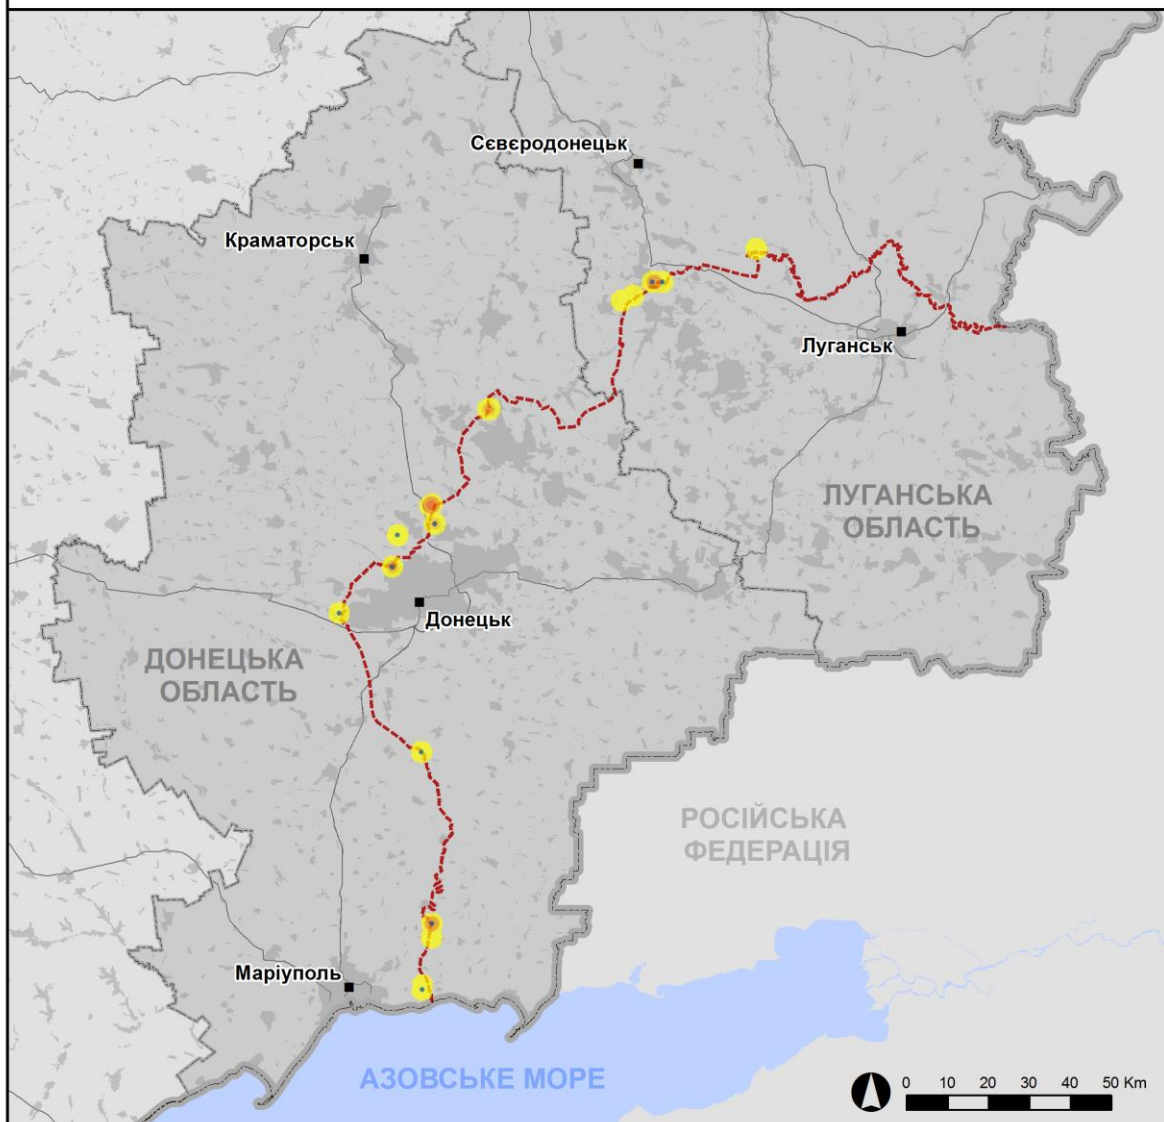 Сєвєродонецьк
Краматорськ
Луганськ
ЛУГАНСЬКА
ОБЛАСТЬ
Донецьк
ДОНЕЦЬКА
ОБЛАСТЬ
РОСІЙСЬКА
ФЕДЕРАЦІЯ
Маріуполь
АЗОВСЬКЕ МОРЕ
0 10 20 30 40 50 Km